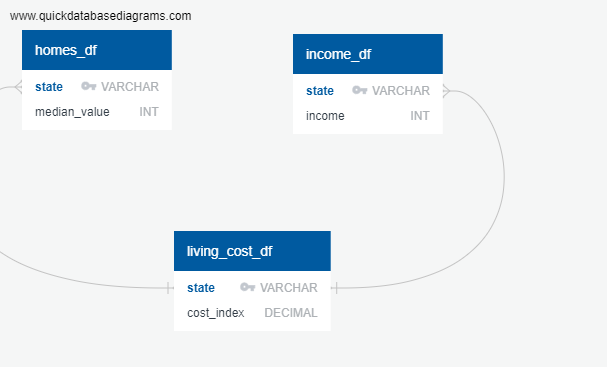 www.quickdatabasediagrams.com
homes_df
state VARCHAR
median_value INT
income_df
state VARCHAR
income INT
living_cost_df
state VARCHAR
cost_index DECIMAL